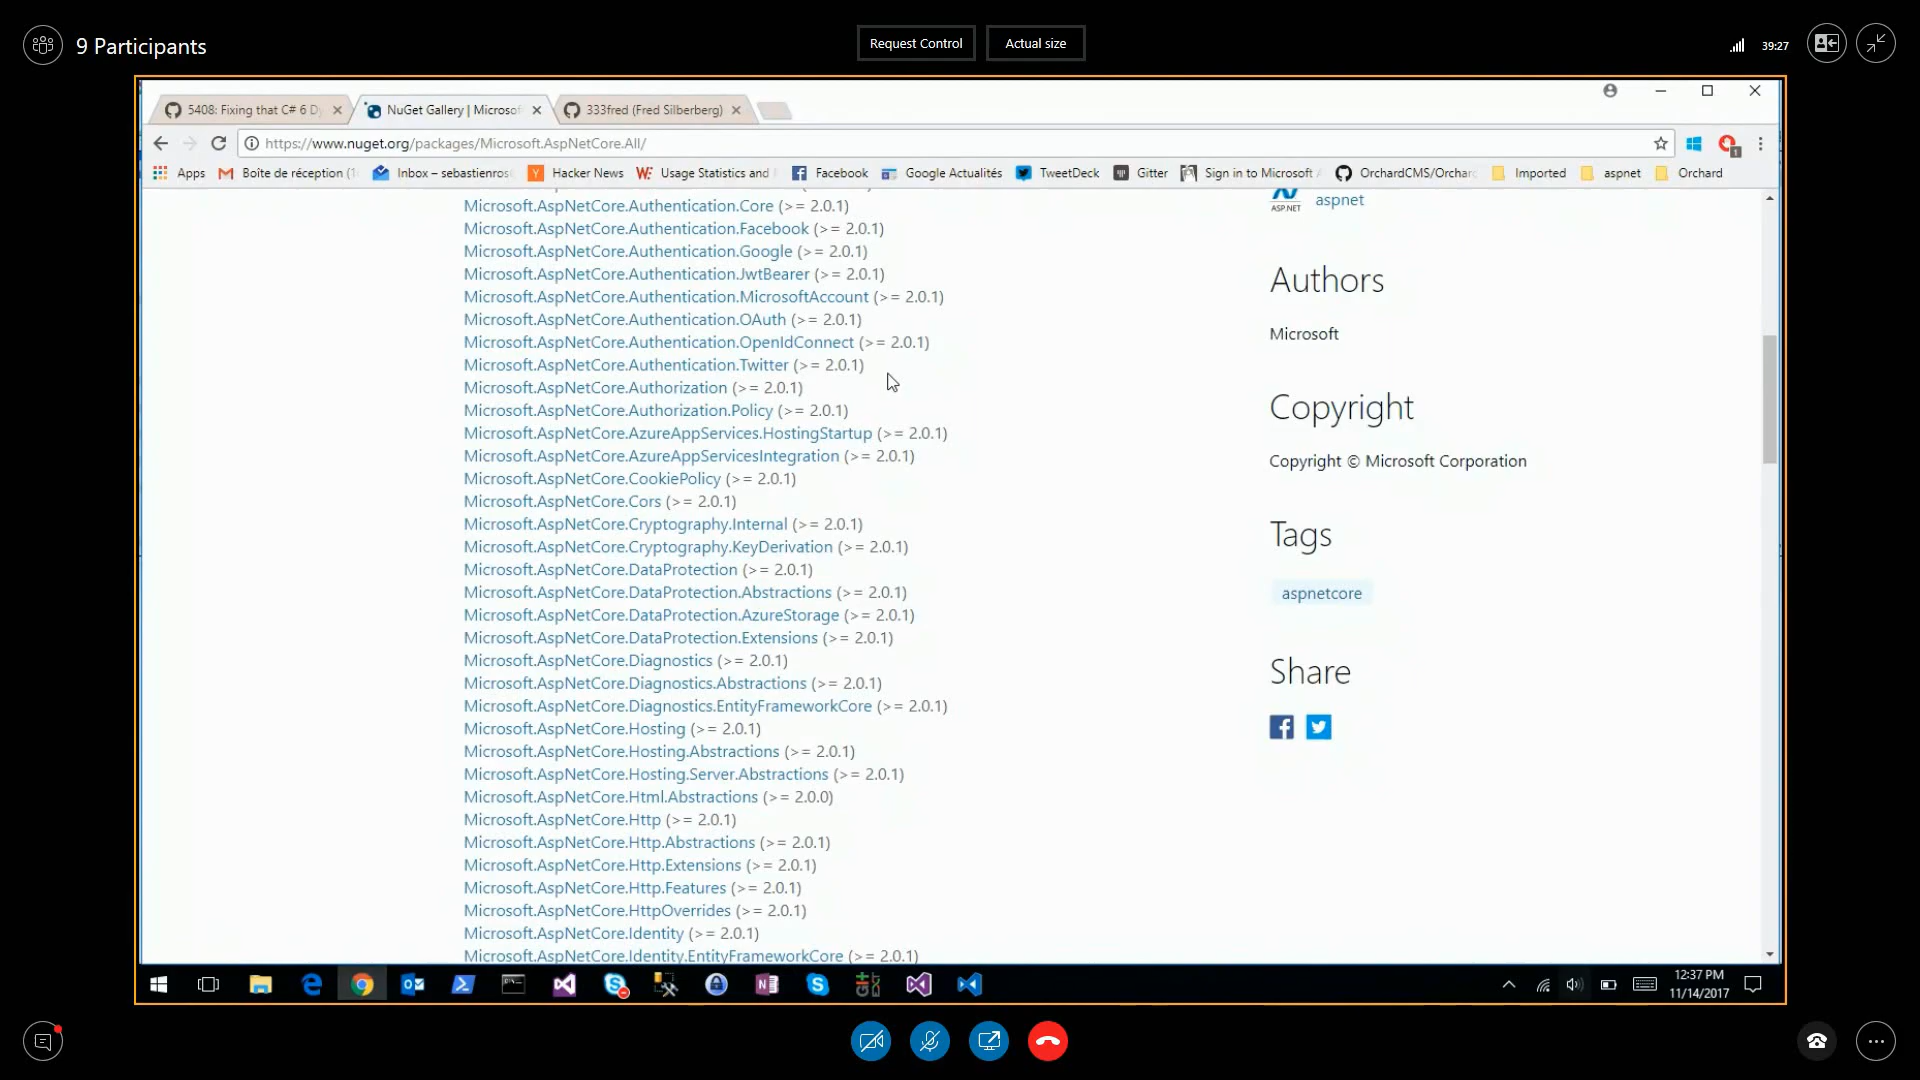 9 Participants
Request Control
Actual size
39:27
5408: Fixing that C# 6 Dy
NuGet Gallery | Microsof
333fred (Fred Silberberg)
https://www.nuget.org/packages/Microsoft.AspNetCore.All/
1
Apps
Boîte de réception (1
Inbox – sebastienros
Hacker News
Usage Statistics and
Facebook
Google Actualités
TweetDeck
Gitter
Sign in to Microsoft
OrchardCMS/Orchar
Imported
aspnet
Orchard
Microsoft.AspNetCore.Authentication.Core (>= 2.0.1)
Microsoft.AspNetCore.Authentication.Facebook (>= 2.0.1)
Microsoft.AspNetCore.Authentication.Google (>= 2.0.1)
Microsoft.AspNetCore.Authentication.JwtBearer (>= 2.0.1)
Microsoft.AspNetCore.Authentication.MicrosoftAccount (>= 2.0.1)
Microsoft.AspNetCore.Authentication.OAuth (>= 2.0.1)
Microsoft.AspNetCore.Authentication.OpenIdConnect (>= 2.0.1)
Microsoft.AspNetCore.Authentication.Twitter (>= 2.0.1)
Microsoft.AspNetCore.Authorization (>= 2.0.1)
Microsoft.AspNetCore.Authorization.Policy (>= 2.0.1)
Microsoft.AspNetCore.AzureAppServices.HostingStartup (>= 2.0.1)
Microsoft.AspNetCore.AzureAppServicesIntegration (>= 2.0.1)
Microsoft.AspNetCore.CookiePolicy (>= 2.0.1)
Microsoft.AspNetCore.Cors (>= 2.0.1)
Microsoft.AspNetCore.Cryptography.Internal (>= 2.0.1)
Microsoft.AspNetCore.Cryptography.KeyDerivation (>= 2.0.1)
Microsoft.AspNetCore.DataProtection (>= 2.0.1)
Microsoft.AspNetCore.DataProtection.Abstractions (>= 2.0.1)
Microsoft.AspNetCore.DataProtection.AzureStorage (>= 2.0.1)
Microsoft.AspNetCore.DataProtection.Extensions (>= 2.0.1)
Microsoft.AspNetCore.Diagnostics (>= 2.0.1)
Microsoft.AspNetCore.Diagnostics.Abstractions (>= 2.0.1)
Microsoft.AspNetCore.Diagnostics.EntityFrameworkCore (>= 2.0.1)
Microsoft.AspNetCore.Hosting (>= 2.0.1)
Microsoft.AspNetCore.Hosting.Abstractions (>= 2.0.1)
Microsoft.AspNetCore.Hosting.Server.Abstractions (>= 2.0.1)
Microsoft.AspNetCore.Html.Abstractions (>= 2.0.0)
Microsoft.AspNetCore.Http (>= 2.0.1)
Microsoft.AspNetCore.Http.Abstractions (>= 2.0.1)
Microsoft.AspNetCore.Http.Extensions (>= 2.0.1)
Microsoft.AspNetCore.Http.Features (>= 2.0.1)
Microsoft.AspNetCore.HttpOverrides (>= 2.0.1)
Microsoft.AspNetCore.Identity (>= 2.0.1)
Microsoft.AspNetCore.Identity.EntityFrameworkCore (>= 2.0.1)
ASP.NET
aspnet
Authors
Microsoft
Copyright
Copyright © Microsoft Corporation
Tags
aspnetcore
Share
12:37 PM
11/14/2017